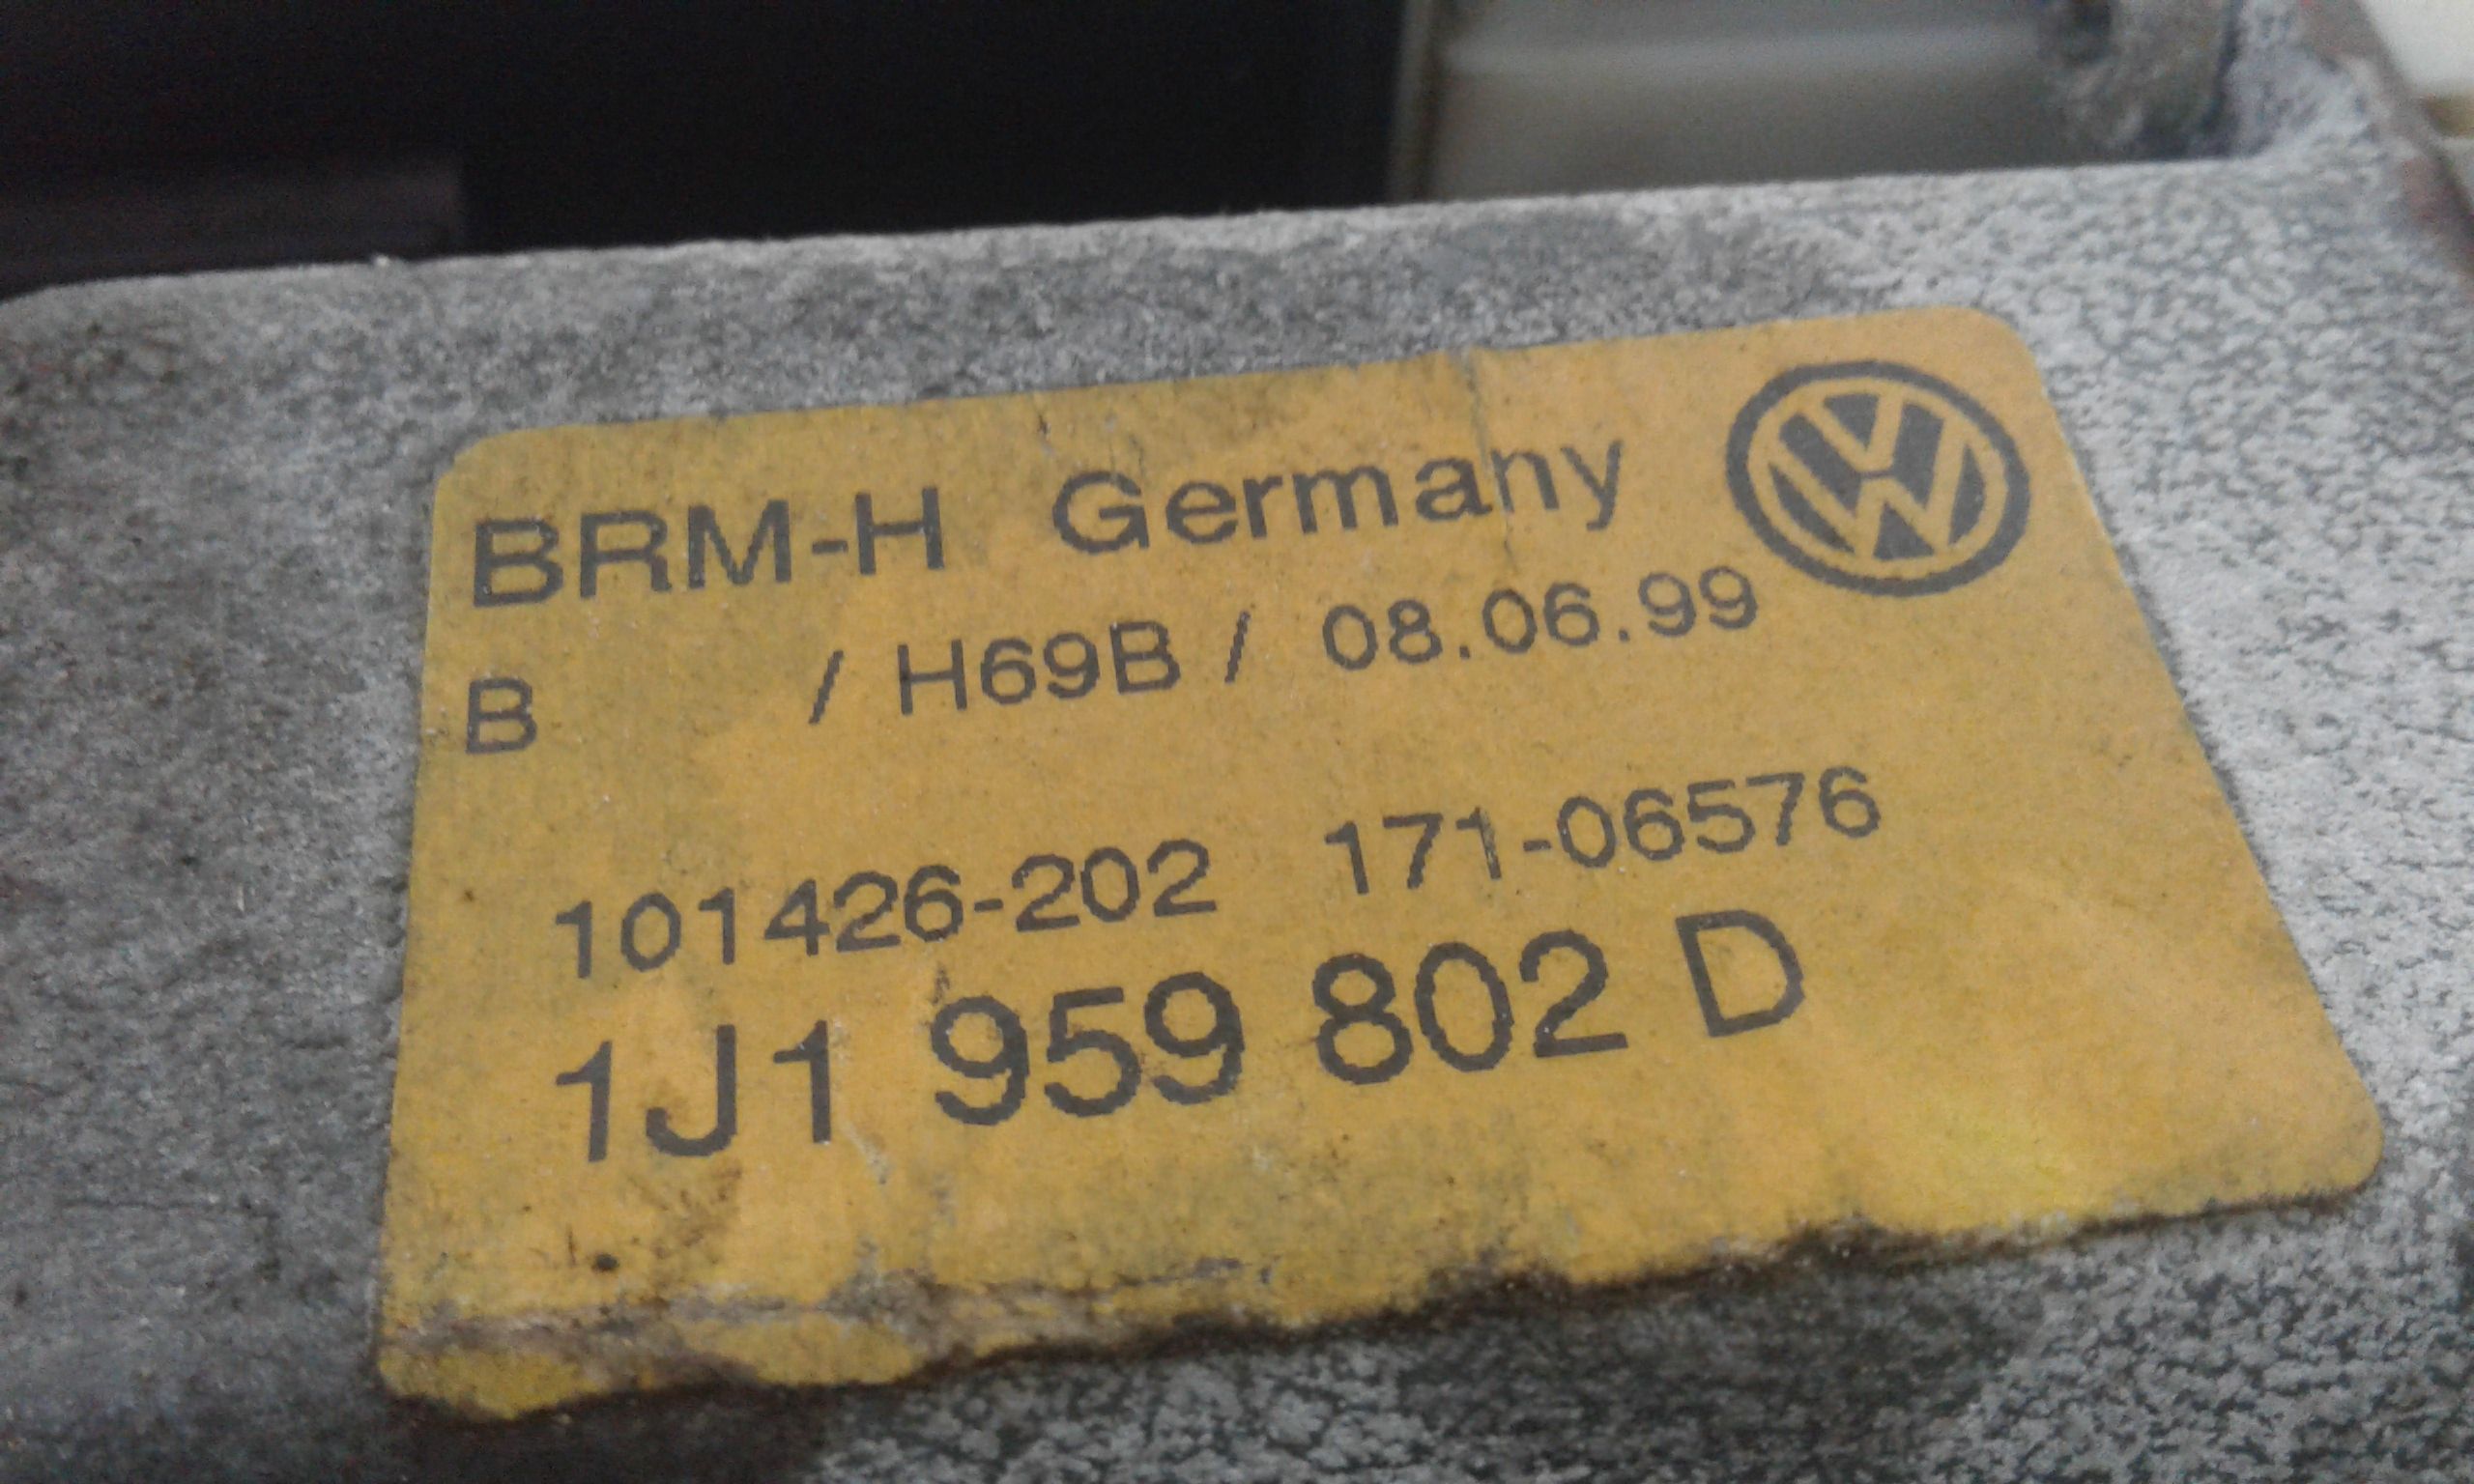 BRM-H Germany
B / H69B / 08.06.99
101426-202 171-06576
1J1 959 802 D